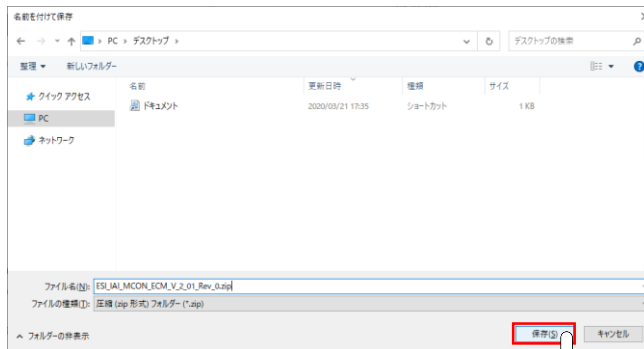 名前を付けて保存
PC > デスクトップ >
デスクトップの検索
整理 新しいフォルダー
名前 更新日時 種類 サイズ
クイック アクセス
ドキュメント 2020/03/21 17:35 ショートカット 1 KB
PC
ネットワーク
ファイル名(N): ESI_IAI_MCON_ECM_V_2_01_Rev_0.zip
ファイルの種類(T): 圧縮 (zip 形式) フォルダー (*.zip)
フォルダーの非表示
保存(S) キャンセル